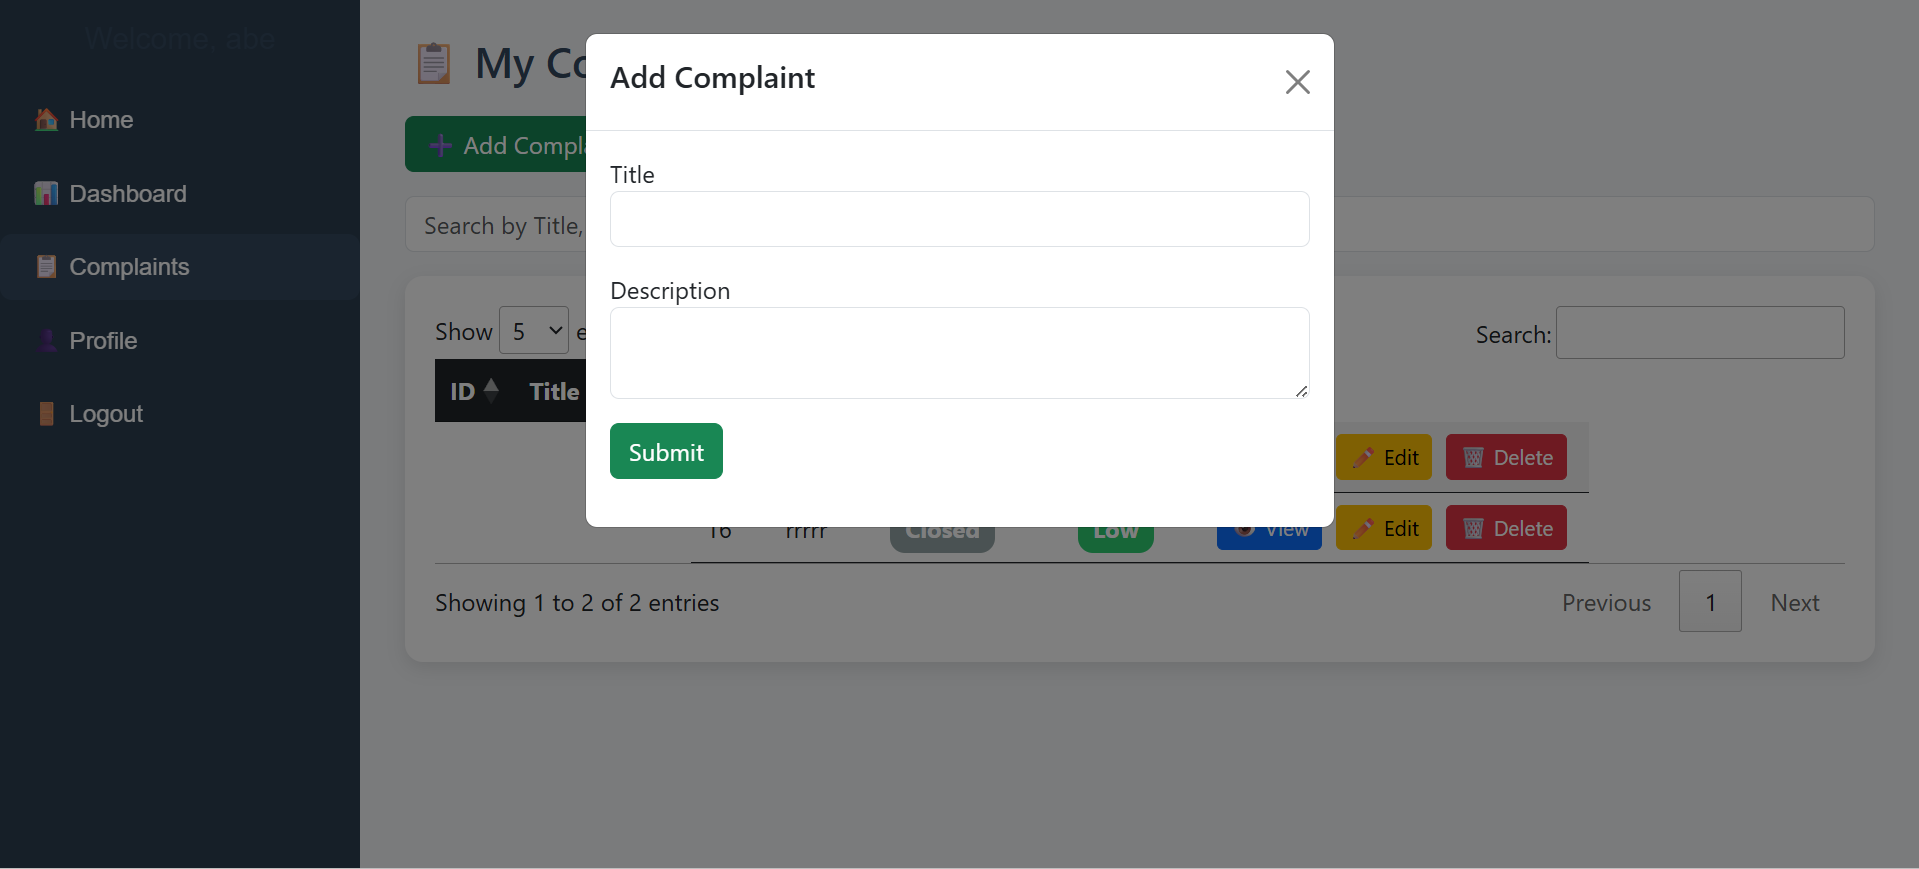 Welcome, abe
Home
Dashboard
Complaints
Profile
Logout
My Co
Add Compla
Search by Title,
Show 5 e
Search:
ID Title
Edit Delete
16 rrrrr Closed Low View Edit Delete
Showing 1 to 2 of 2 entries
Previous 1 Next
Add Complaint
Title
Description
Submit